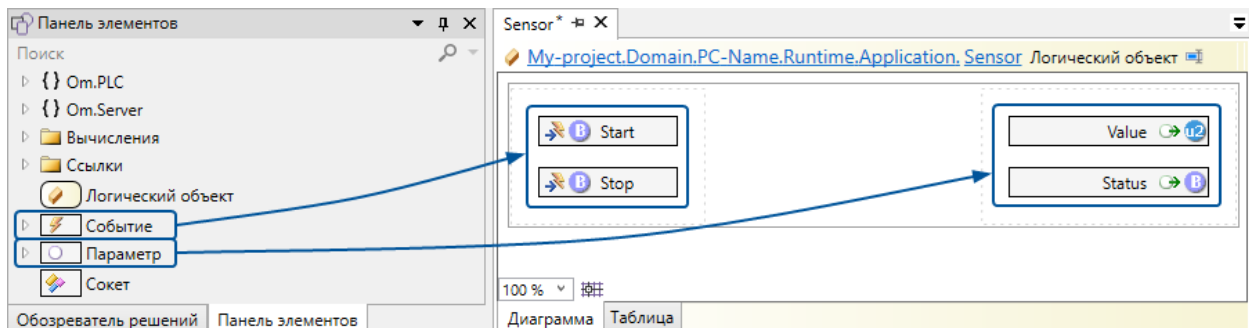 Панель элементов
Поиск
{ } Om.PLC
{ } Om.Server
Вычисления
Ссылки
Логический объект
Событие
Параметр
Сокет
Обозреватель решений
Панель элементов
Sensor*
My-project.Domain.PC-Name.Runtime.Application. Sensor Логический объект
B Start
B Stop
Value u2
Status B
100 %
Диаграмма
Таблица